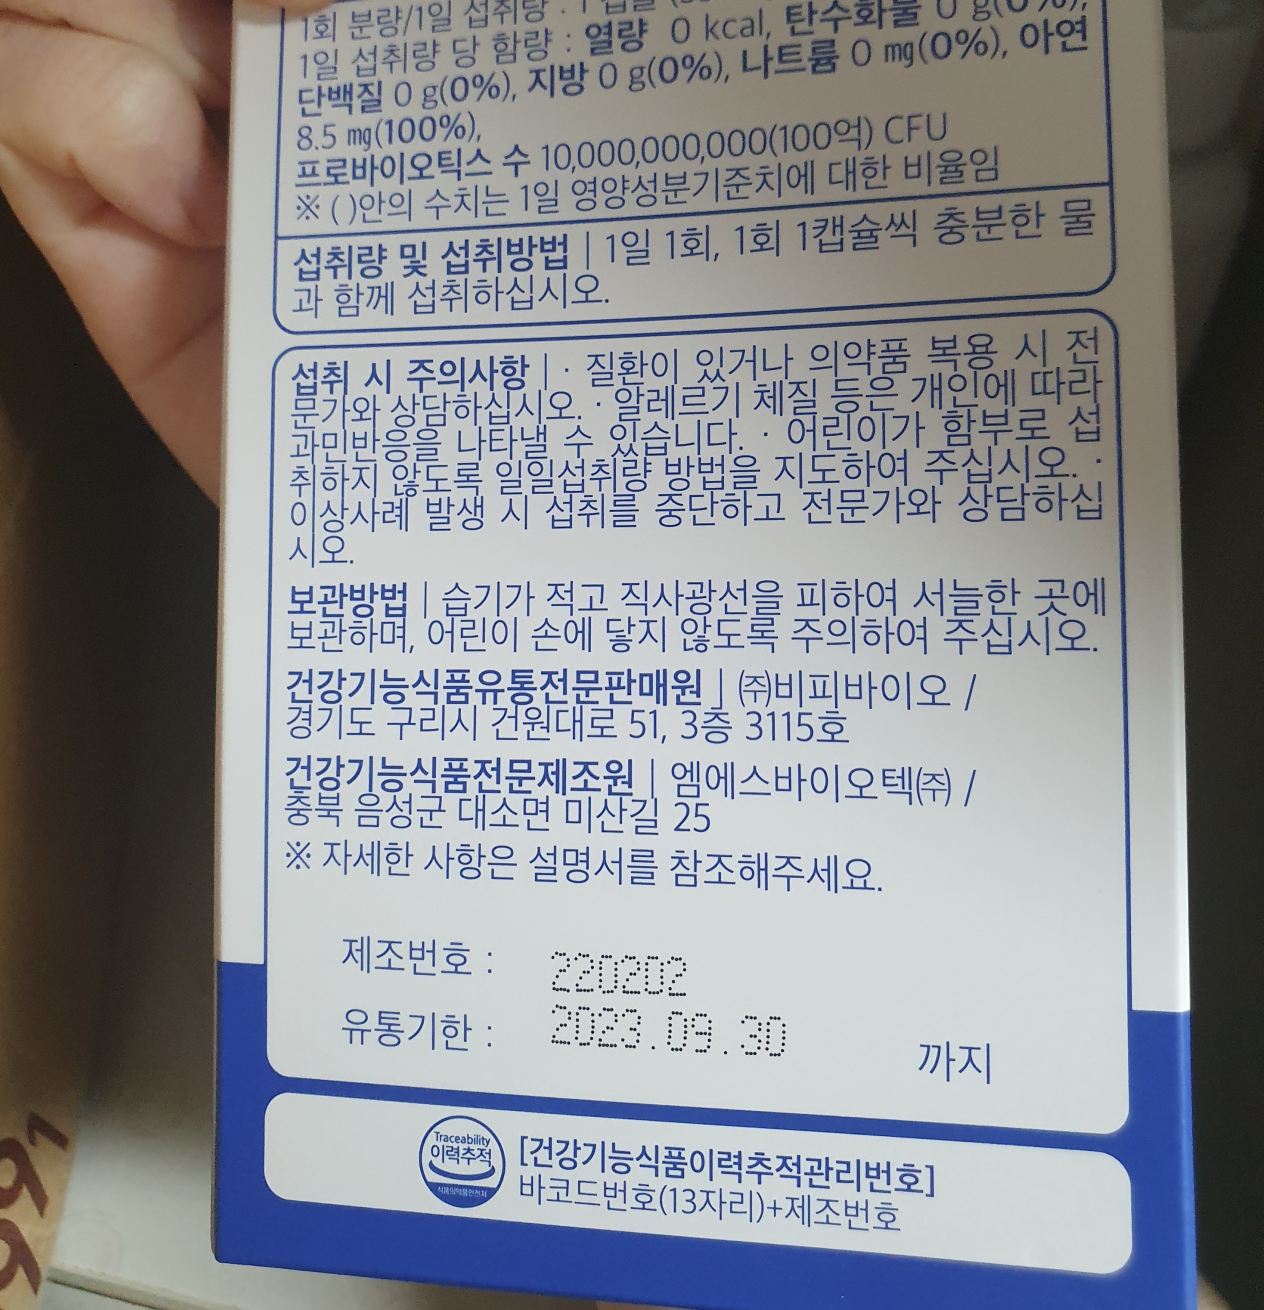 1회 분량/1일 섭취량 : 1 캡슐
1일 섭취량 당 함량 : 열량 0 kcal, 탄수화물 0 g(0%),
단백질 0 g(0%), 지방 0 g(0%), 나트륨 0 mg(0%), 아연
8.5 mg(100%),
프로바이오틱스 수 10,000,000,000(100억) CFU
※ ( )안의 수치는 1일 영양성분기준치에 대한 비율임
섭취량 및 섭취방법 | 1일 1회, 1회 1캡슐씩 충분한 물
과 함께 섭취하십시오.
섭취 시 주의사항 | · 질환이 있거나 의약품 복용 시 전
문가와 상담하십시오. · 알레르기 체질 등은 개인에 따라
과민반응을 나타낼 수 있습니다. · 어린이가 함부로 섭
취하지 않도록 일일섭취량 방법을 지도하여 주십시오. ·
이상사례 발생 시 섭취를 중단하고 전문가와 상담하십
시오.
보관방법 | 습기가 적고 직사광선을 피하여 서늘한 곳에
보관하며, 어린이 손에 닿지 않도록 주의하여 주십시오.
건강기능식품유통전문판매원 | ㈜비피바이오 /
경기도 구리시 건원대로 51, 3층 3115호
건강기능식품전문제조원 | 엠에스바이오텍㈜ /
충북 음성군 대소면 미산길 25
※ 자세한 사항은 설명서를 참조해주세요.
제조번호 : 220202
유통기한 : 2023.09.30 까지
Traceability
이력추적
식품의약품안전처
[건강기능식품이력추적관리번호]
바코드번호(13자리)+제조번호